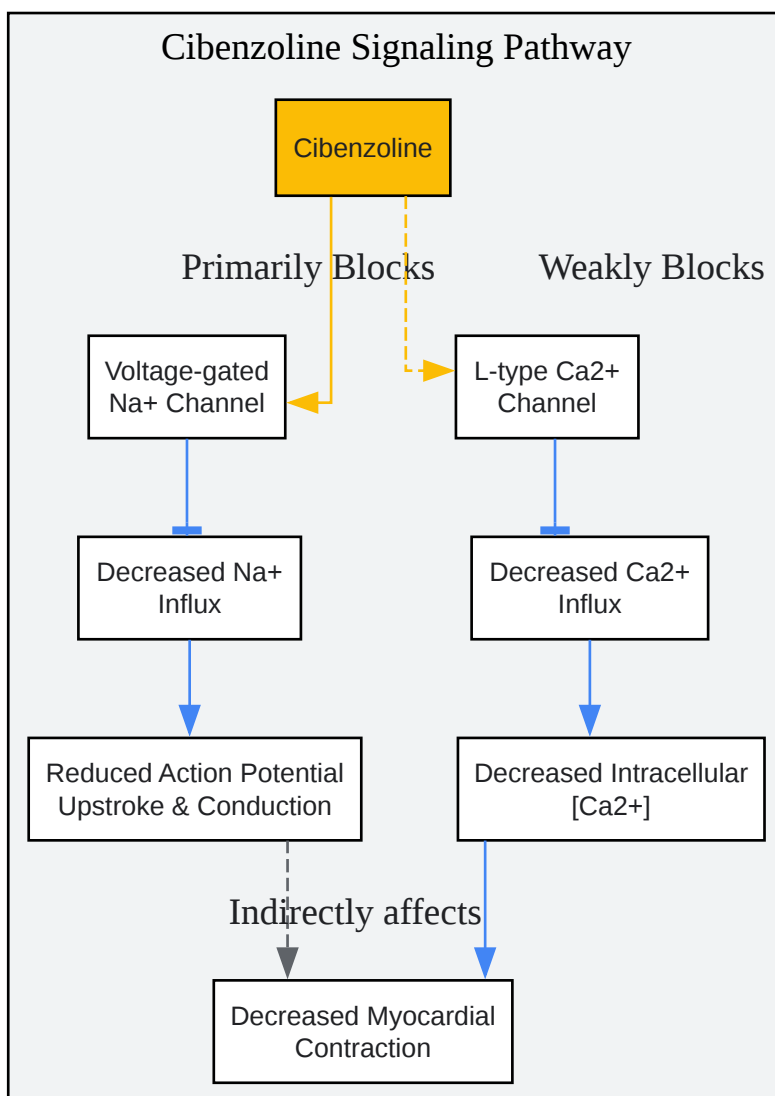 Cibenzoline Signaling Pathway
Cibenzoline
Primarily Blocks
Weakly Blocks
Voltage-gated
Na+ Channel
L-type Ca2+
Channel
Decreased Na+
Influx
Decreased Ca2+
Influx
Reduced Action Potential
Upstroke & Conduction
Decreased Intracellular
[Ca2+]
Indirectly affects
Decreased Myocardial
Contraction